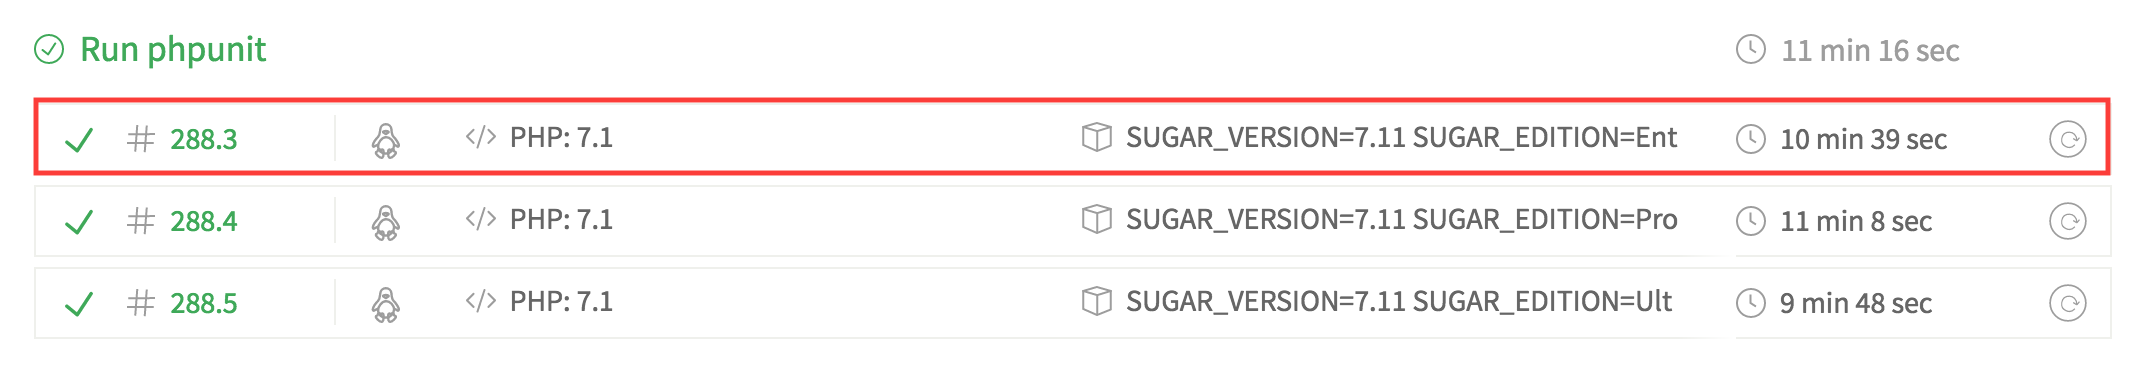 Run phpunit 11 min 16 sec
# 288.3 </> PHP: 7.1 SUGAR_VERSION=7.11 SUGAR_EDITION=Ent 10 min 39 sec
# 288.4 </> PHP: 7.1 SUGAR_VERSION=7.11 SUGAR_EDITION=Pro 11 min 8 sec
# 288.5 </> PHP: 7.1 SUGAR_VERSION=7.11 SUGAR_EDITION=Ult 9 min 48 sec